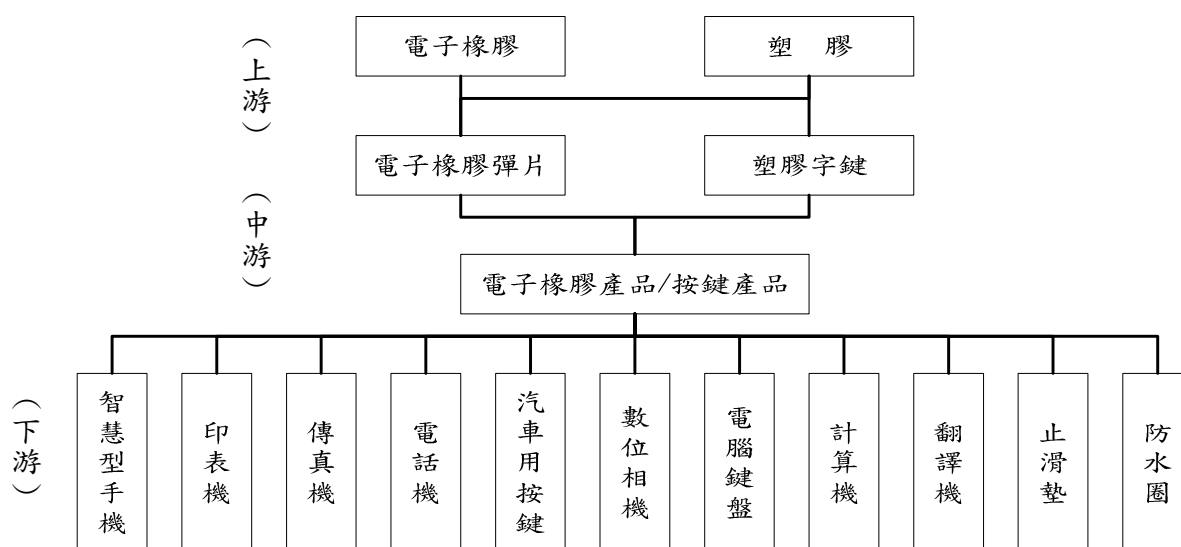 (上游)
電子橡膠
塑 膠
電子橡膠彈片
塑膠字鍵
(中游)
電子橡膠產品/按鍵產品
(下游)
智慧型手機
印表機
傳真機
電話機
汽車用按鍵
數位相機
電腦鍵盤
計算機
翻譯機
止滑墊
防水圈